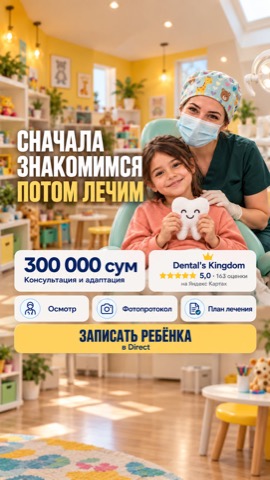 СНАЧАЛА
ЗНАКОМИМСЯ
ПОТОМ ЛЕЧИМ
300 000 сум
Консультация и адаптация
Dental's Kingdom
5,0 · 163 оценки
на Яндекс Картах
Осмотр
Фотопротокол
План лечения
ЗАПИСАТЬ РЕБЁНКА
в Direct